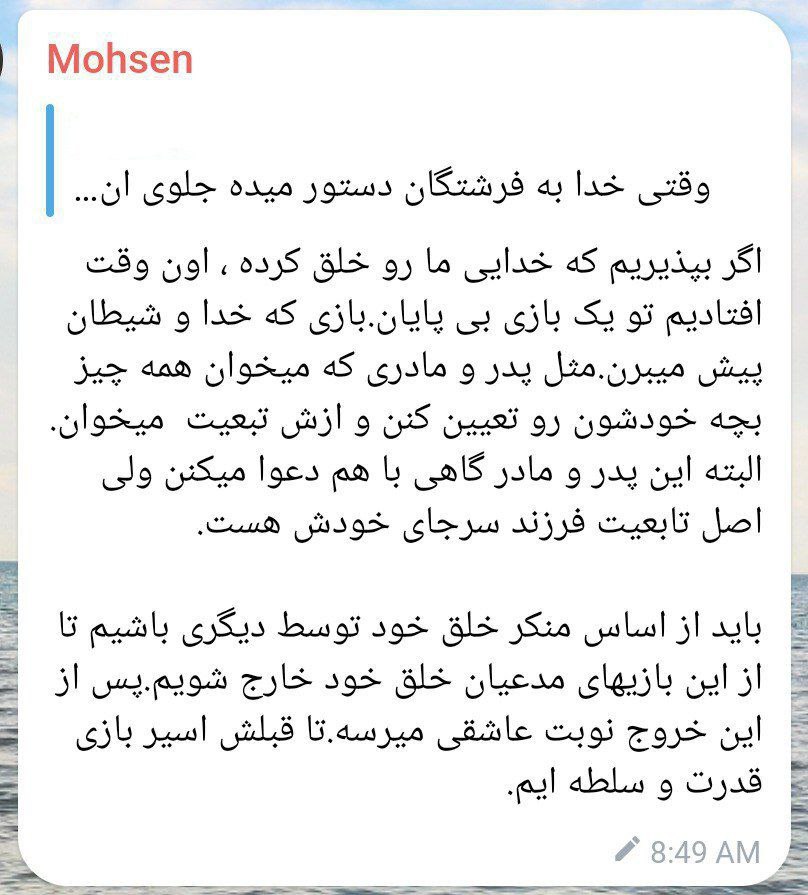 Mohsen
وقتی خدا به فرشتگان دستور میده جلوی ان...
اگر بپذیریم که خدایی ما رو خلق کرده ، اون وقت
افتادیم تو یک بازی بی پایان.بازی که خدا و شیطان
پیش میبرن.مثل پدر و مادری که میخوان همه چیز
بچه خودشون رو تعیین کنن و ازش تبعیت  میخوان.
البته این پدر و مادر گاهی با هم دعوا میکنن ولی
اصل تابعیت فرزند سرجای خودش هست.
باید از اساس منکر خلق خود توسط دیگری باشیم تا
از این بازیهای مدعیان خلق خود خارج شویم.پس از
این خروج نوبت عاشقی میرسه.تا قبلش اسیر بازی
قدرت و سلطه ایم.
8:49 AM